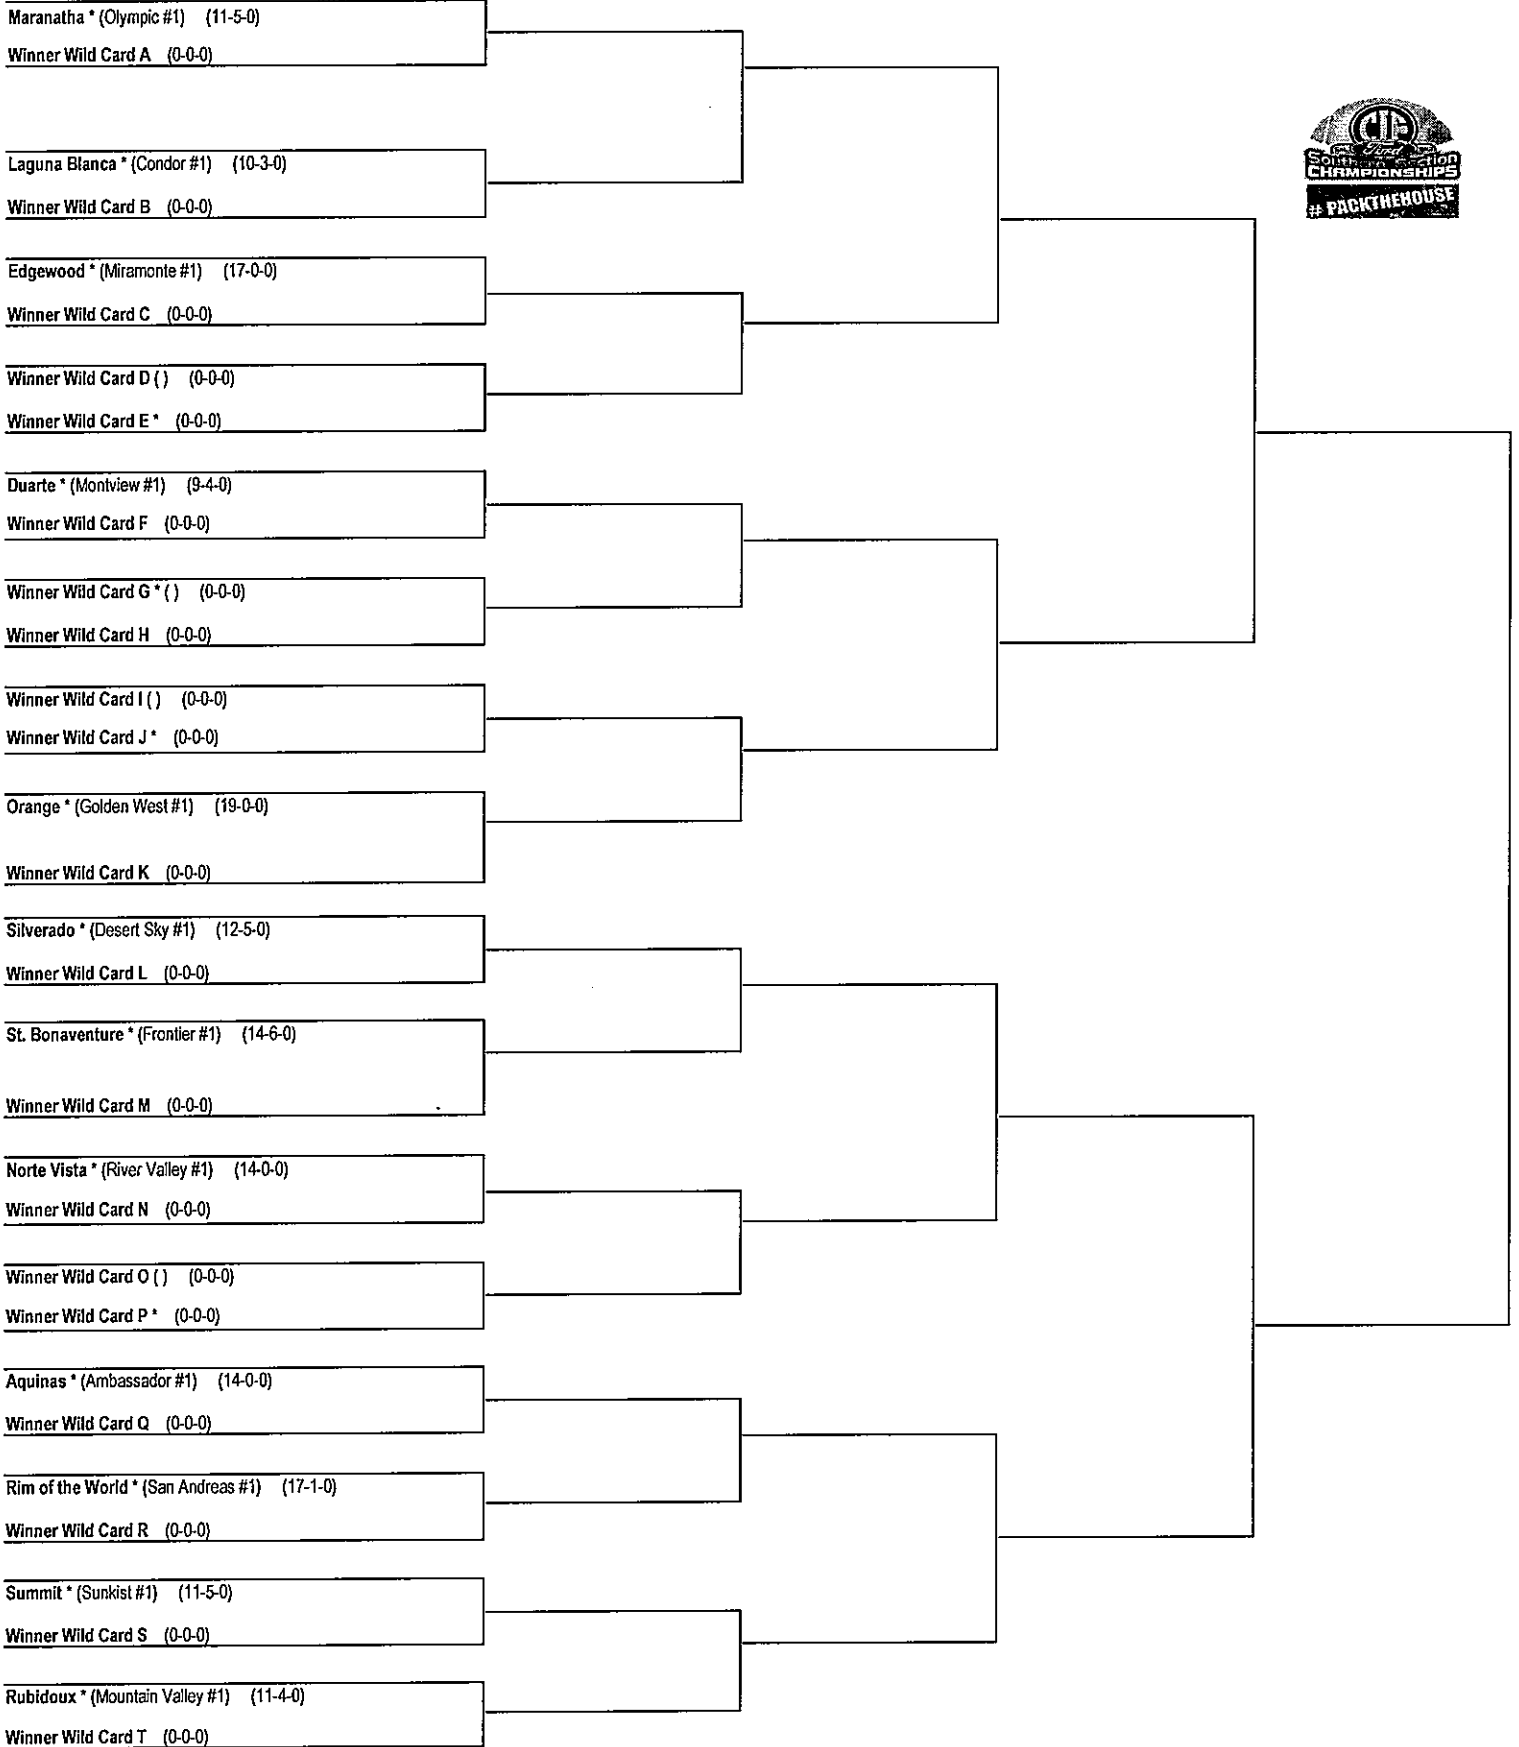 Maranatha * (Olympic #1) (11-5-0)
Winner Wild Card A (0-0-0)
Laguna Blanca * (Condor #1) (10-3-0)
Winner Wild Card B (0-0-0)
Edgewood * (Miramonte #1) (17-0-0)
Winner Wild Card C (0-0-0)
Winner Wild Card D ( ) (0-0-0)
Winner Wild Card E * (0-0-0)
Duarte * (Montview #1) (9-4-0)
Winner Wild Card F (0-0-0)
Winner Wild Card G * ( ) (0-0-0)
Winner Wild Card H (0-0-0)
Winner Wild Card I ( ) (0-0-0)
Winner Wild Card J * (0-0-0)
Orange * (Golden West #1) (19-0-0)
Winner Wild Card K (0-0-0)
Silverado * (Desert Sky #1) (12-5-0)
Winner Wild Card L (0-0-0)
St. Bonaventure * (Frontier #1) (14-6-0)
Winner Wild Card M (0-0-0)
Norte Vista * (River Valley #1) (14-0-0)
Winner Wild Card N (0-0-0)
Winner Wild Card O ( ) (0-0-0)
Winner Wild Card P * (0-0-0)
Aquinas * (Ambassador #1) (14-0-0)
Winner Wild Card Q (0-0-0)
Rim of the World * (San Andreas #1) (17-1-0)
Winner Wild Card R (0-0-0)
Summit * (Sunkist #1) (11-5-0)
Winner Wild Card S (0-0-0)
Rubidoux * (Mountain Valley #1) (11-4-0)
Winner Wild Card T (0-0-0)
CIF
Ford
Southern Section
CHAMPIONSHIPS
# PACKTHEHOUSE